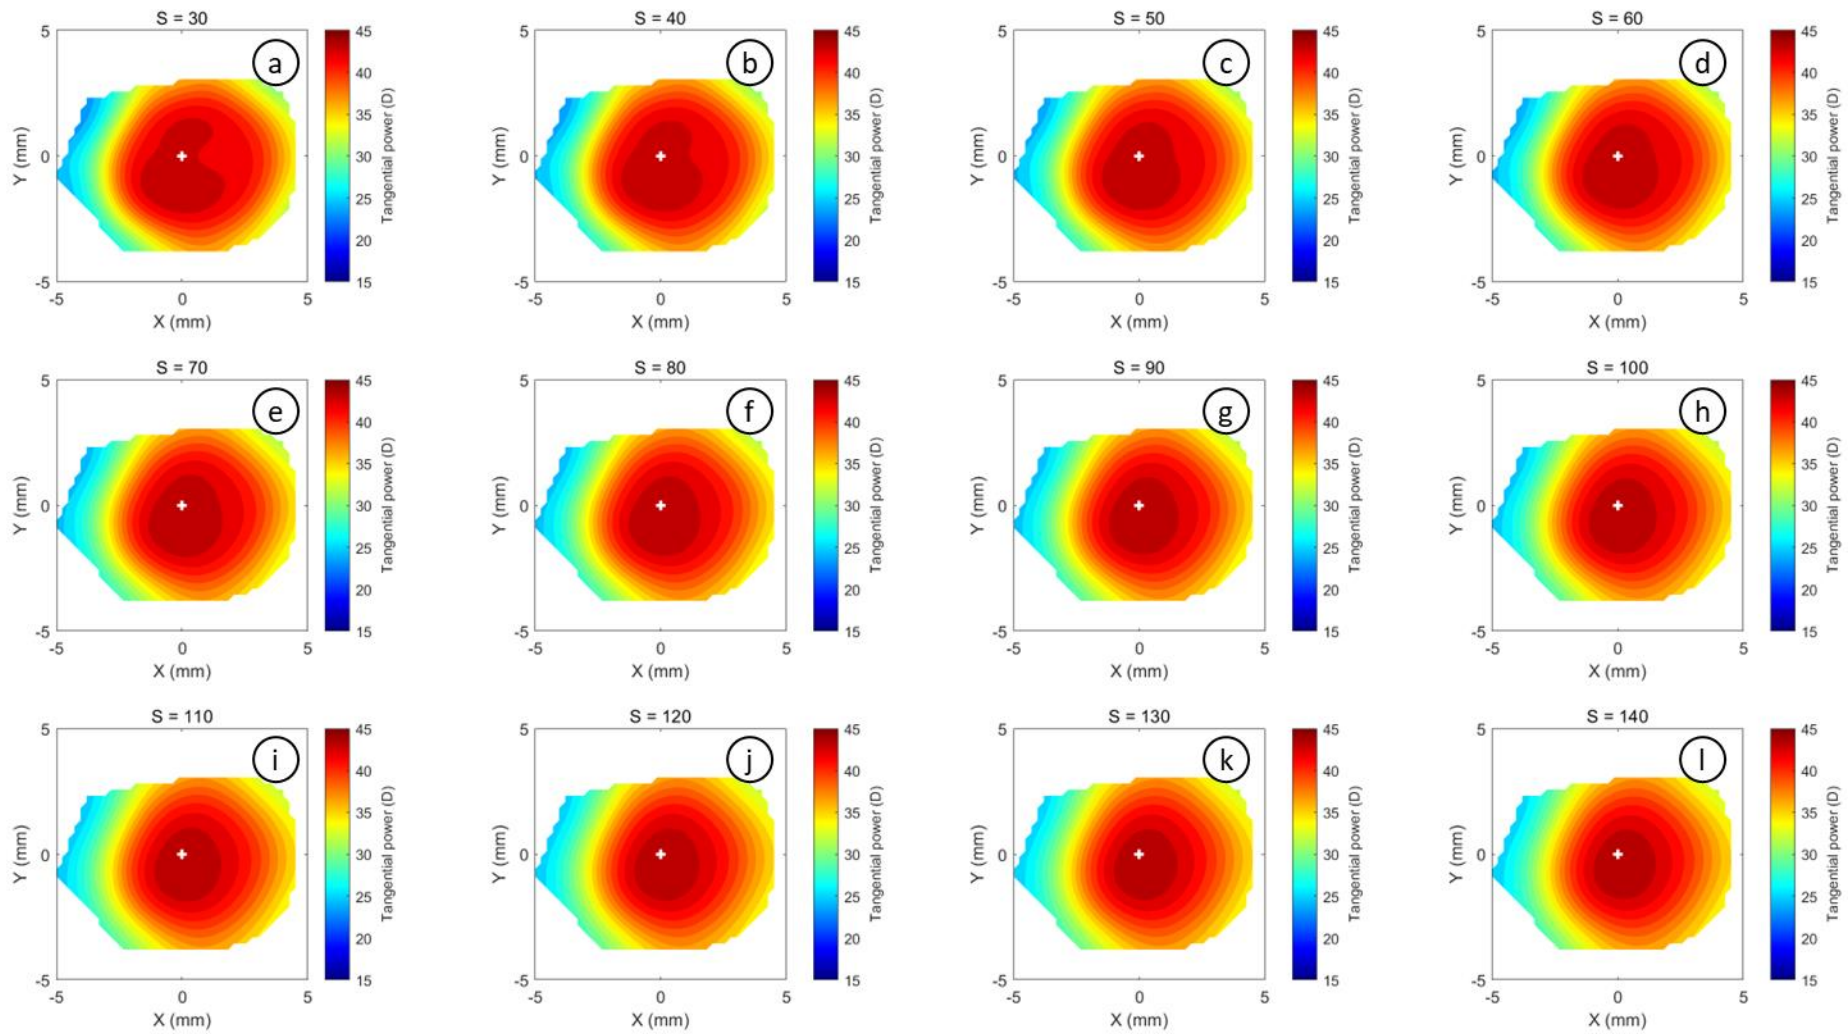 S = 30
S = 40
S = 50
S = 60
5
45
a
5
45
b
5
45
c
5
45
d
40
40
40
40
35
35
35
35
Y (mm)
0
30
Tangential power (D)
Y (mm)
0
30
Tangential power (D)
Y (mm)
0
30
Tangential power (D)
Y (mm)
0
30
Tangential power (D)
25
25
25
25
20
20
20
20
-5
15
-5
15
-5
15
-5
15
-5 0 5
-5 0 5
-5 0 5
-5 0 5
X (mm)
X (mm)
X (mm)
X (mm)
S = 70
S = 80
S = 90
S = 100
5
45
e
5
45
f
5
45
g
5
45
h
40
40
40
40
35
35
35
35
Y (mm)
0
30
Tangential power (D)
Y (mm)
0
30
Tangential power (D)
Y (mm)
0
30
Tangential power (D)
Y (mm)
0
30
Tangential power (D)
25
25
25
25
20
20
20
20
-5
15
-5
15
-5
15
-5
15
-5 0 5
-5 0 5
-5 0 5
-5 0 5
X (mm)
X (mm)
X (mm)
X (mm)
S = 110
S = 120
S = 130
S = 140
5
45
i
5
45
j
5
45
k
5
45
l
40
40
40
40
35
35
35
35
Y (mm)
0
30
Tangential power (D)
Y (mm)
0
30
Tangential power (D)
Y (mm)
0
30
Tangential power (D)
Y (mm)
0
30
Tangential power (D)
25
25
25
25
20
20
20
20
-5
15
-5
15
-5
15
-5
15
-5 0 5
-5 0 5
-5 0 5
-5 0 5
X (mm)
X (mm)
X (mm)
X (mm)